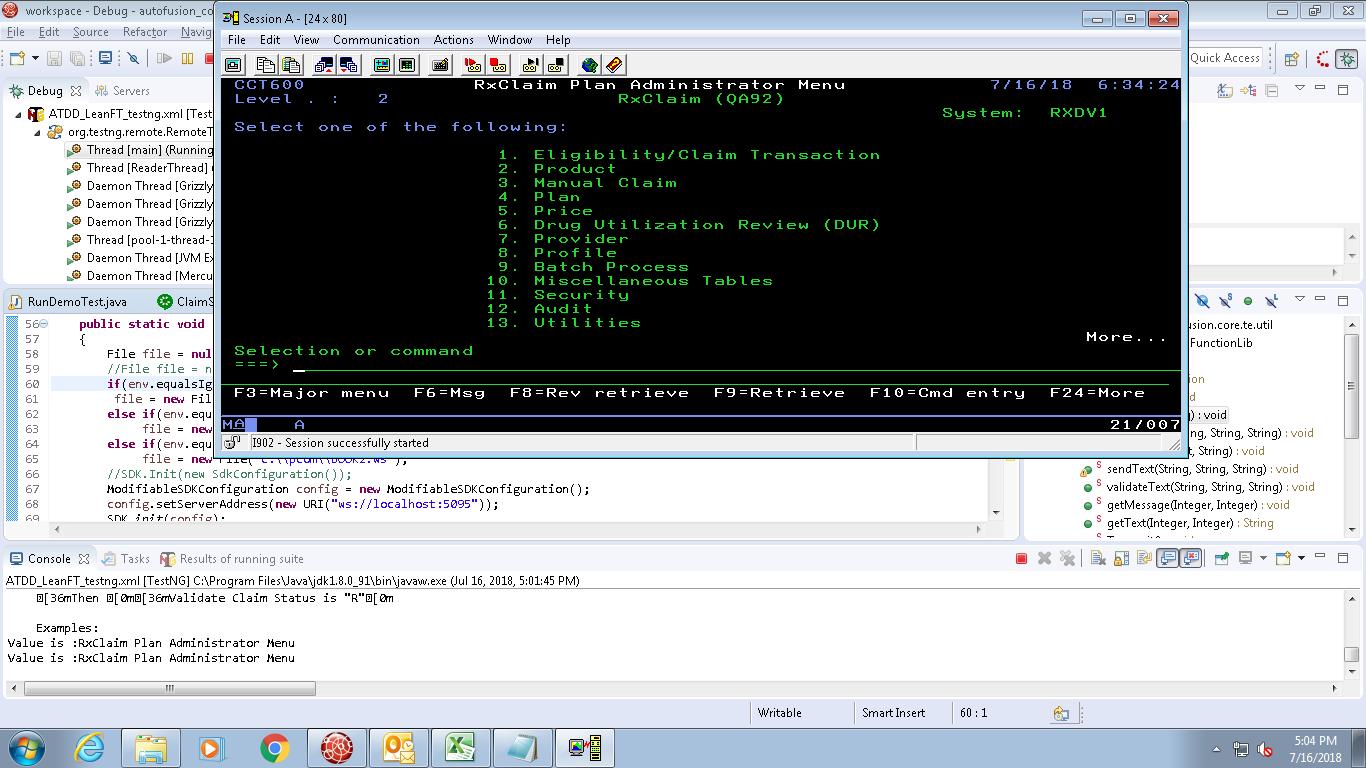 workspace - Debug - autofusion_co
File Edit Source Refactor Navig
Quick Access
Debug Servers
ATDD_LeanFT_testng.xml [Test
org.testng.remote.RemoteT
Thread [main] (Running
Thread [ReaderThread] (
Daemon Thread [Grizzly
Daemon Thread [Grizzly
Daemon Thread [Grizzly
Thread [pool-1-thread-1
Daemon Thread [JVM Ex
Daemon Thread [Mercu
Session A - [24 x 80]
File Edit View Communication Actions Window Help
CCT600 RxClaim Plan Administrator Menu 7/16/18 6:34:24
Level . : 2 RxClaim (QA92)
System: RXDV1
Select one of the following:
1. Eligibility/Claim Transaction
2. Product
3. Manual Claim
4. Plan
5. Price
6. Drug Utilization Review (DUR)
7. Provider
8. Profile
9. Batch Process
10. Miscellaneous Tables
11. Security
12. Audit
13. Utilities
More...
Selection or command
===>
F3=Major menu F6=Msg F8=Rev retrieve F9=Retrieve F10=Cmd entry F24=More
MA A 21/007
I902 - Session successfully started
RunDemoTest.java ClaimS
56 public static void
57 {
58 File file = nul
59 //File file = n
60 if(env.equalsIg
61 file = new Fil
62 else if(env.equ
63 file = new
64 else if(env.equ
65 file = new File("C:\\pcom\\BOOK2.ws");
66 //SDK.Init(new SdkConfiguration());
67 ModifiableSDKConfiguration config = new ModifiableSDKConfiguration();
68 config.setServerAddress(new URI("ws://localhost:5095"));
69 SDK.init(config);
usion.core.te.util
FunctionLib
) : void
g, String, String) : void
t, String, String) : void
sendText(String, String, String) : void
validateText(String, String, String) : void
getMessage(Integer, Integer) : void
getText(Integer, Integer) : String
Console Tasks Results of running suite
ATDD_LeanFT_testng.xml [TestNG] C:\Program Files\Java\jdk1.8.0_91\bin\javaw.exe (Jul 16, 2018, 5:01:45 PM)
[36mThen [0m[36mValidate Claim Status is "R"[0m
Examples:
Value is :RxClaim Plan Administrator Menu
Value is :RxClaim Plan Administrator Menu
Writable Smart Insert 60 : 1
5:04 PM
7/16/2018